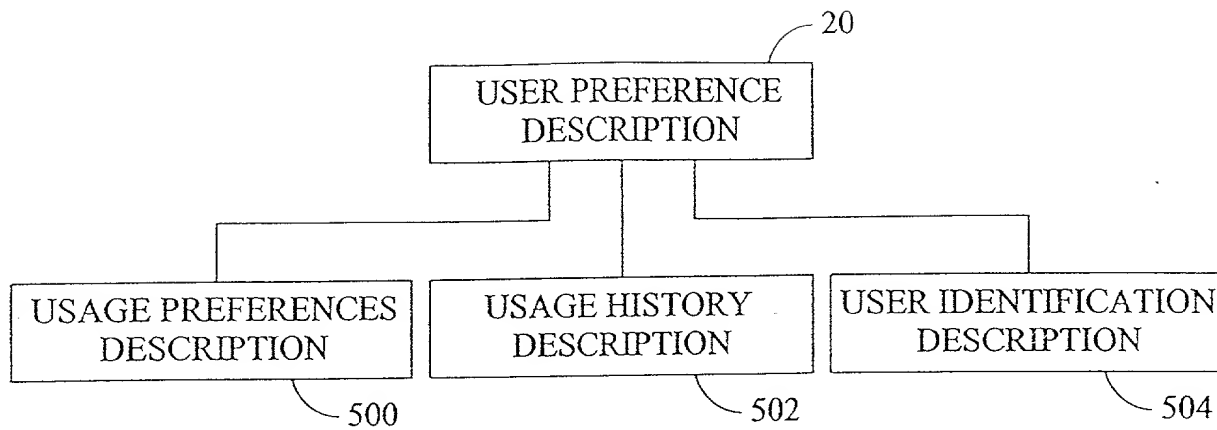 20
USER PREFERENCE
DESCRIPTION
USAGE PREFERENCES
DESCRIPTION
500
USAGE HISTORY
DESCRIPTION
502
USER IDENTIFICATION
DESCRIPTION
504